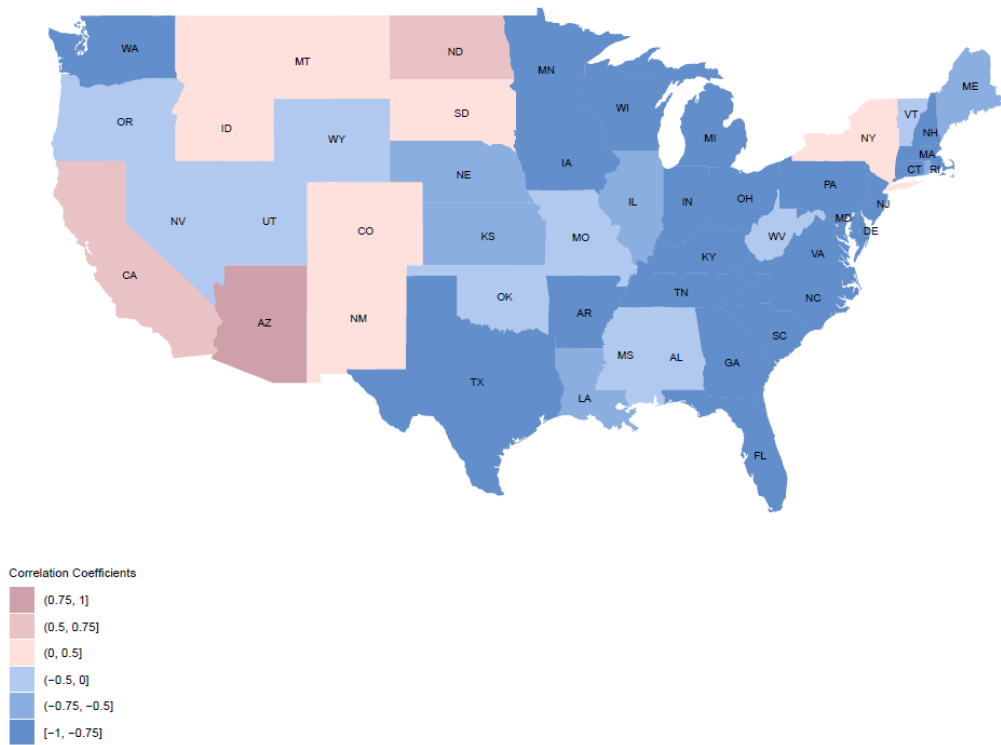 WA
MT
ND
MN
ME
OR
ID
SD
WI
MI
VT
NH
NY
MA
WY
CT
RI
IA
NE
PA
NV
UT
IL
IN
OH
NJ
MD
DE
CO
KS
MO
WV
VA
KY
CA
TN
NC
OK
AZ
NM
AR
SC
MS
AL
GA
TX
LA
FL
Correlation Coefficients
(0.75, 1]
(0.5, 0.75]
(0, 0.5]
(−0.5, 0]
(−0.75, −0.5]
[−1, −0.75]